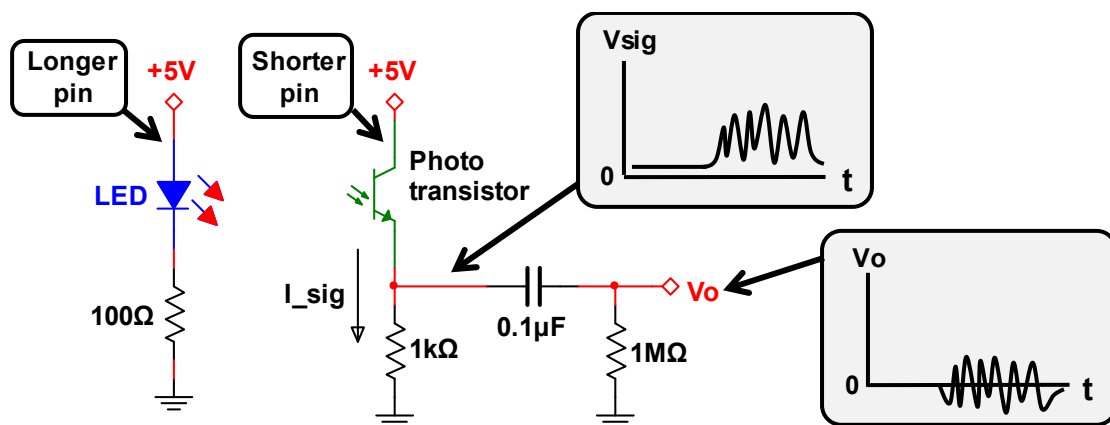 Longer
pin
+5V
LED
100Ω
Shorter
pin
+5V
Photo
transistor
I_sig
1kΩ
0.1µF
1MΩ
Vo
Vsig
0
t
Vo
0
t